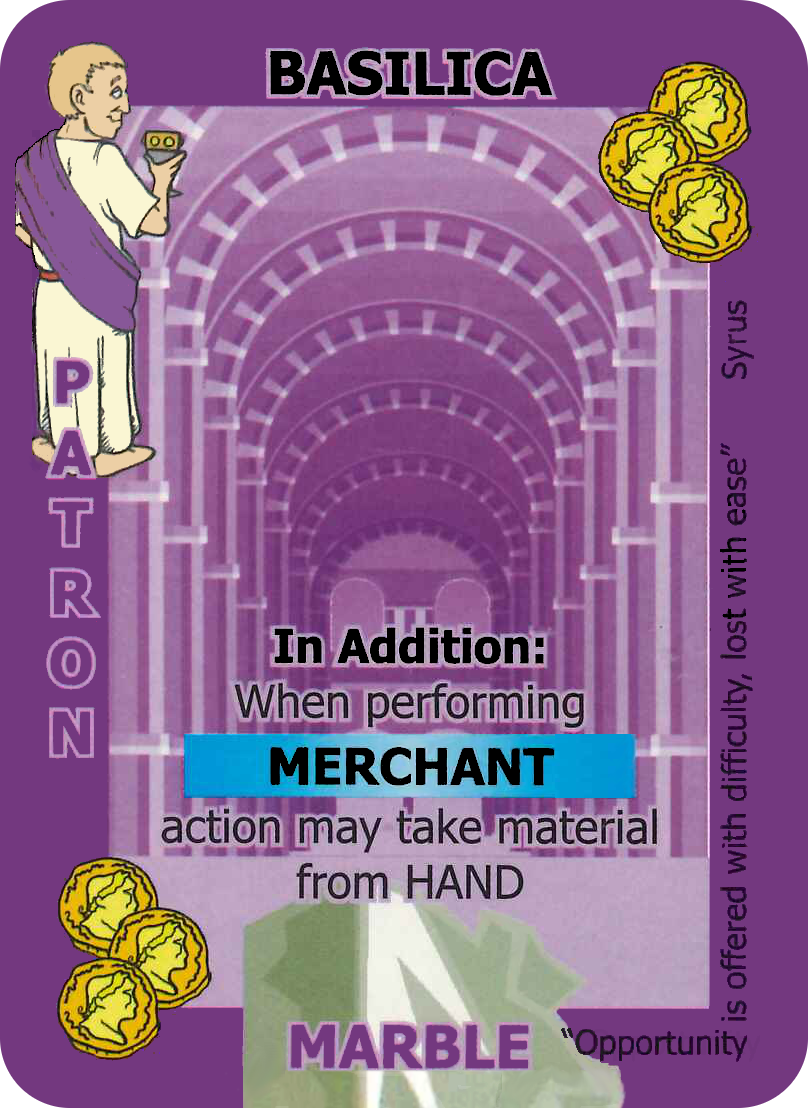 BASILICA
PATRON
In Addition:
When performing
MERCHANT
action may take material
from HAND
MARBLE
“Opportunity
is offered with difficulty, lost with ease” Syrus